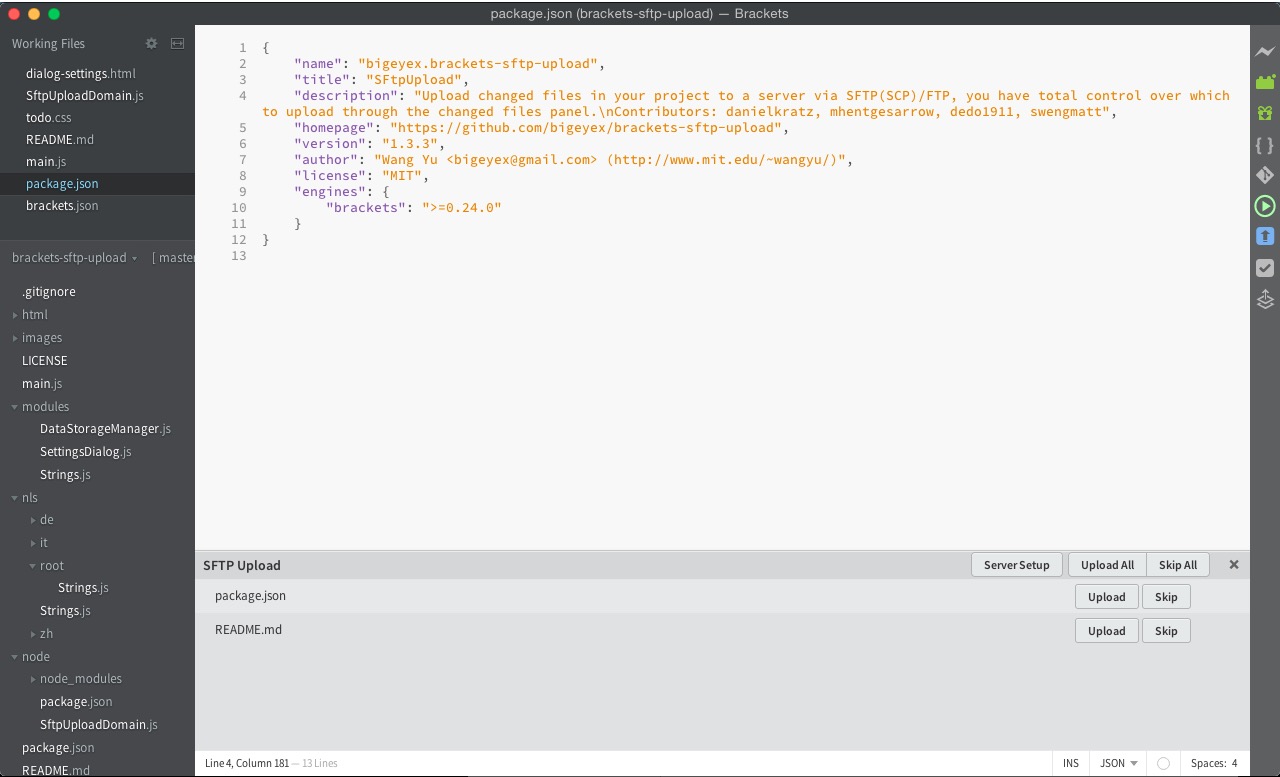 package.json (brackets-sftp-upload) — Brackets
Working Files
dialog-settings.html
SftpUploadDomain.js
todo.css
README.md
main.js
package.json
brackets.json
brackets-sftp-upload
[ master
.gitignore
html
images
LICENSE
main.js
modules
DataStorageManager.js
SettingsDialog.js
Strings.js
nls
de
it
root
Strings.js
Strings.js
zh
node
node_modules
package.json
SftpUploadDomain.js
package.json
README.md
1 {
2 "name": "bigeyex.brackets-sftp-upload",
3 "title": "SFtpUpload",
4 "description": "Upload changed files in your project to a server via SFTP(SCP)/FTP, you have total control over which
to upload through the changed files panel.\nContributors: danielkratz, mhentgesarrow, dedo1911, swengmatt",
5 "homepage": "https://github.com/bigeyex/brackets-sftp-upload",
6 "version": "1.3.3",
7 "author": "Wang Yu <bigeyex@gmail.com> (http://www.mit.edu/~wangyu/)",
8 "license": "MIT",
9 "engines": {
10 "brackets": ">=0.24.0"
11 }
12 }
13
SFTP Upload Server Setup Upload All Skip All
package.json Upload Skip
README.md Upload Skip
Line 4, Column 181 — 13 Lines INS JSON Spaces: 4